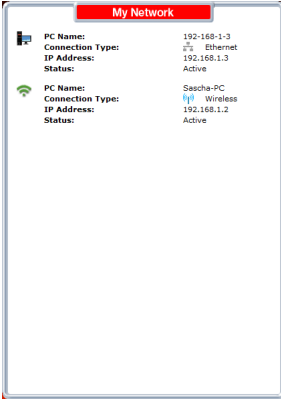 My Network
PC Name: 192-168-1-3
Connection Type: Ethernet
IP Address: 192.168.1.3
Status: Active
PC Name: Sascha-PC
Connection Type: Wireless
IP Address: 192.168.1.2
Status: Active